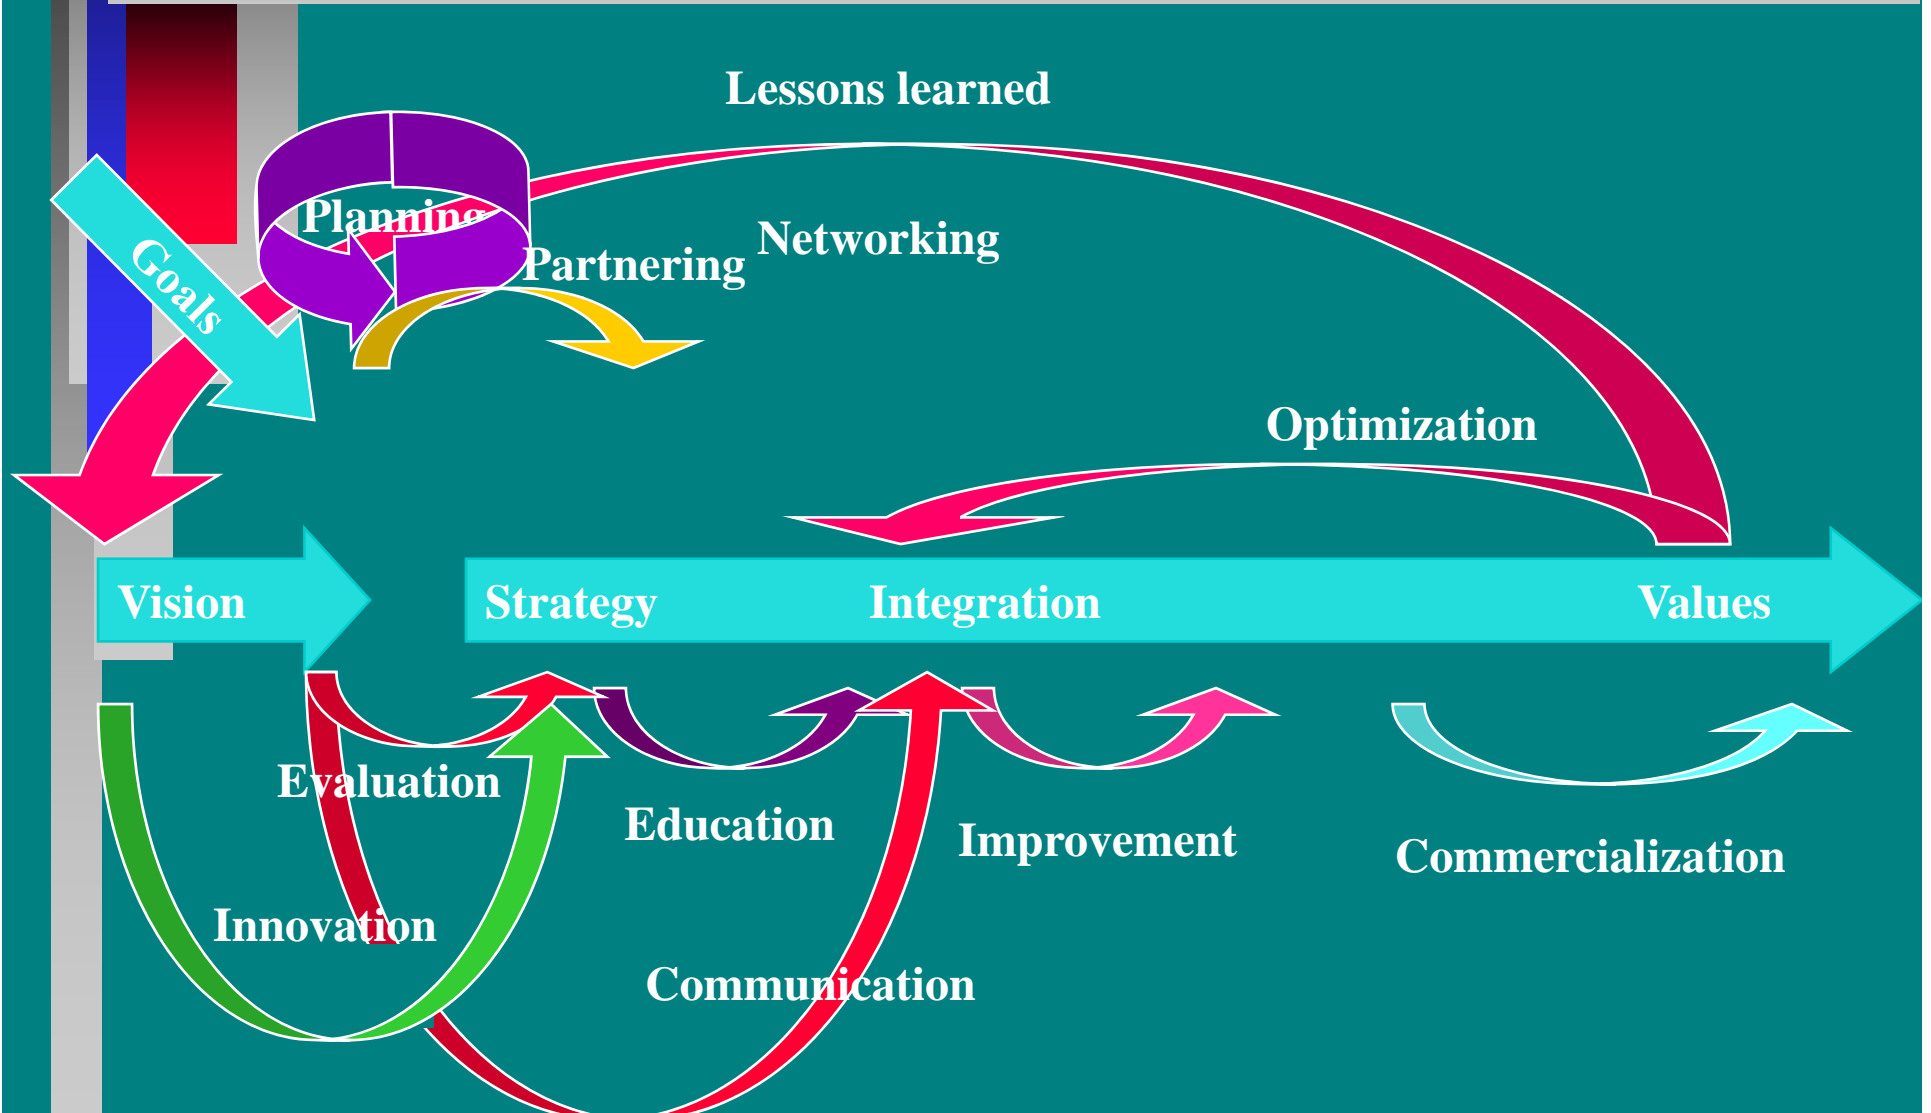 Lessons learned
Planning
Networking
Partnering
Goals
Optimization
Vision
Strategy
Integration
Values
Evaluation
Education
Improvement
Commercialization
Innovation
Communication